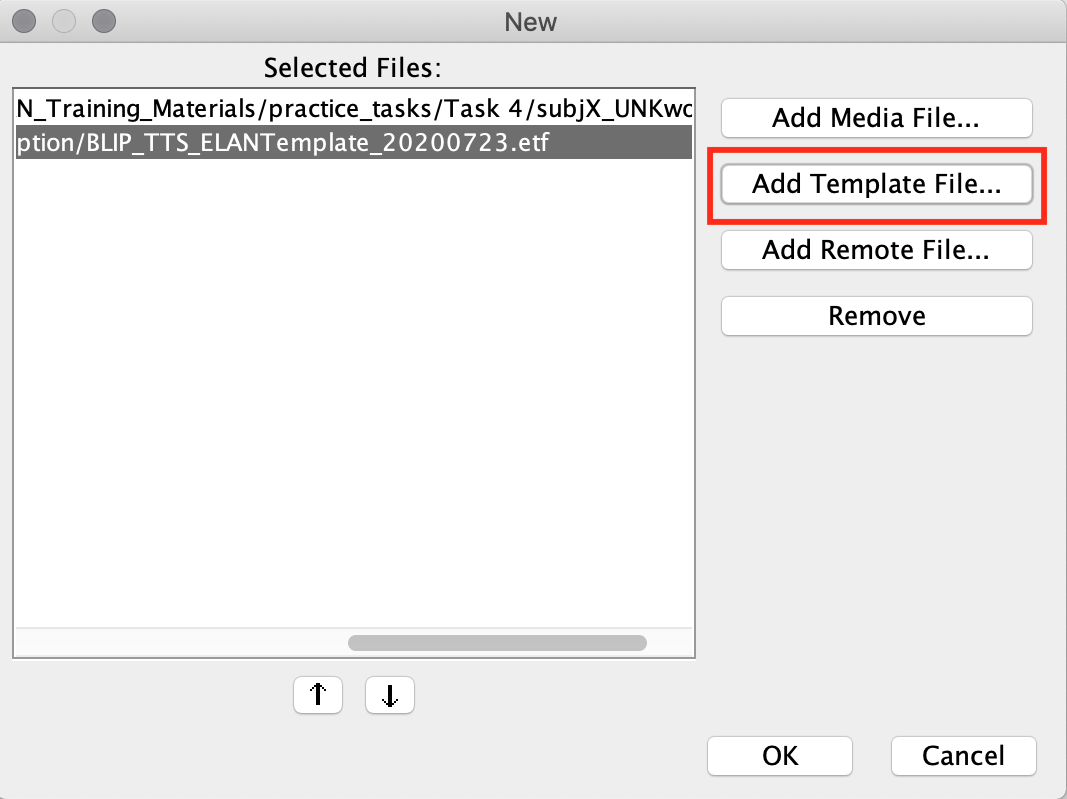 New
Selected Files:
N_Training_Materials/practice_tasks/Task 4/subjX_UNKwc
ption/BLIP_TTS_ELANTemplate_20200723.etf
Add Media File...
Add Template File...
Add Remote File...
Remove
↑ ↓
OK Cancel